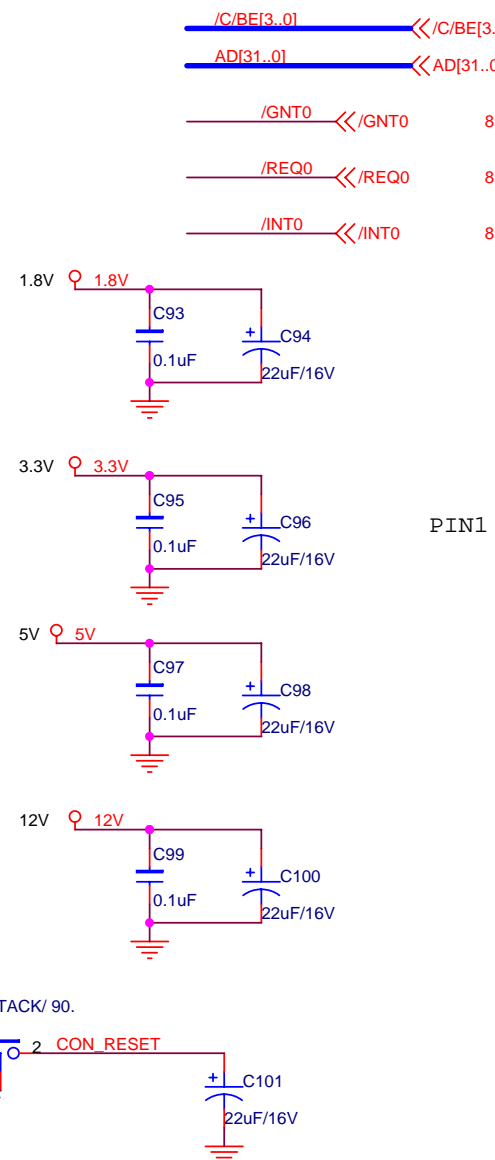 /C/BE[3..0] /C/BE[3..
AD[31..0] AD[31..0
/GNT0 /GNT0 8
/REQ0 /REQ0 8
/INT0 /INT0 8
1.8V 1.8V
C93
+ C94
0.1uF
22uF/16V
3.3V 3.3V
C95
+ C96
PIN1
0.1uF
22uF/16V
5V 5V
C97
+ C98
0.1uF
22uF/16V
12V 12V
C99
+ C100
0.1uF
22uF/16V
TACK/ 90.
2 CON_RESET
+ C101
22uF/16V